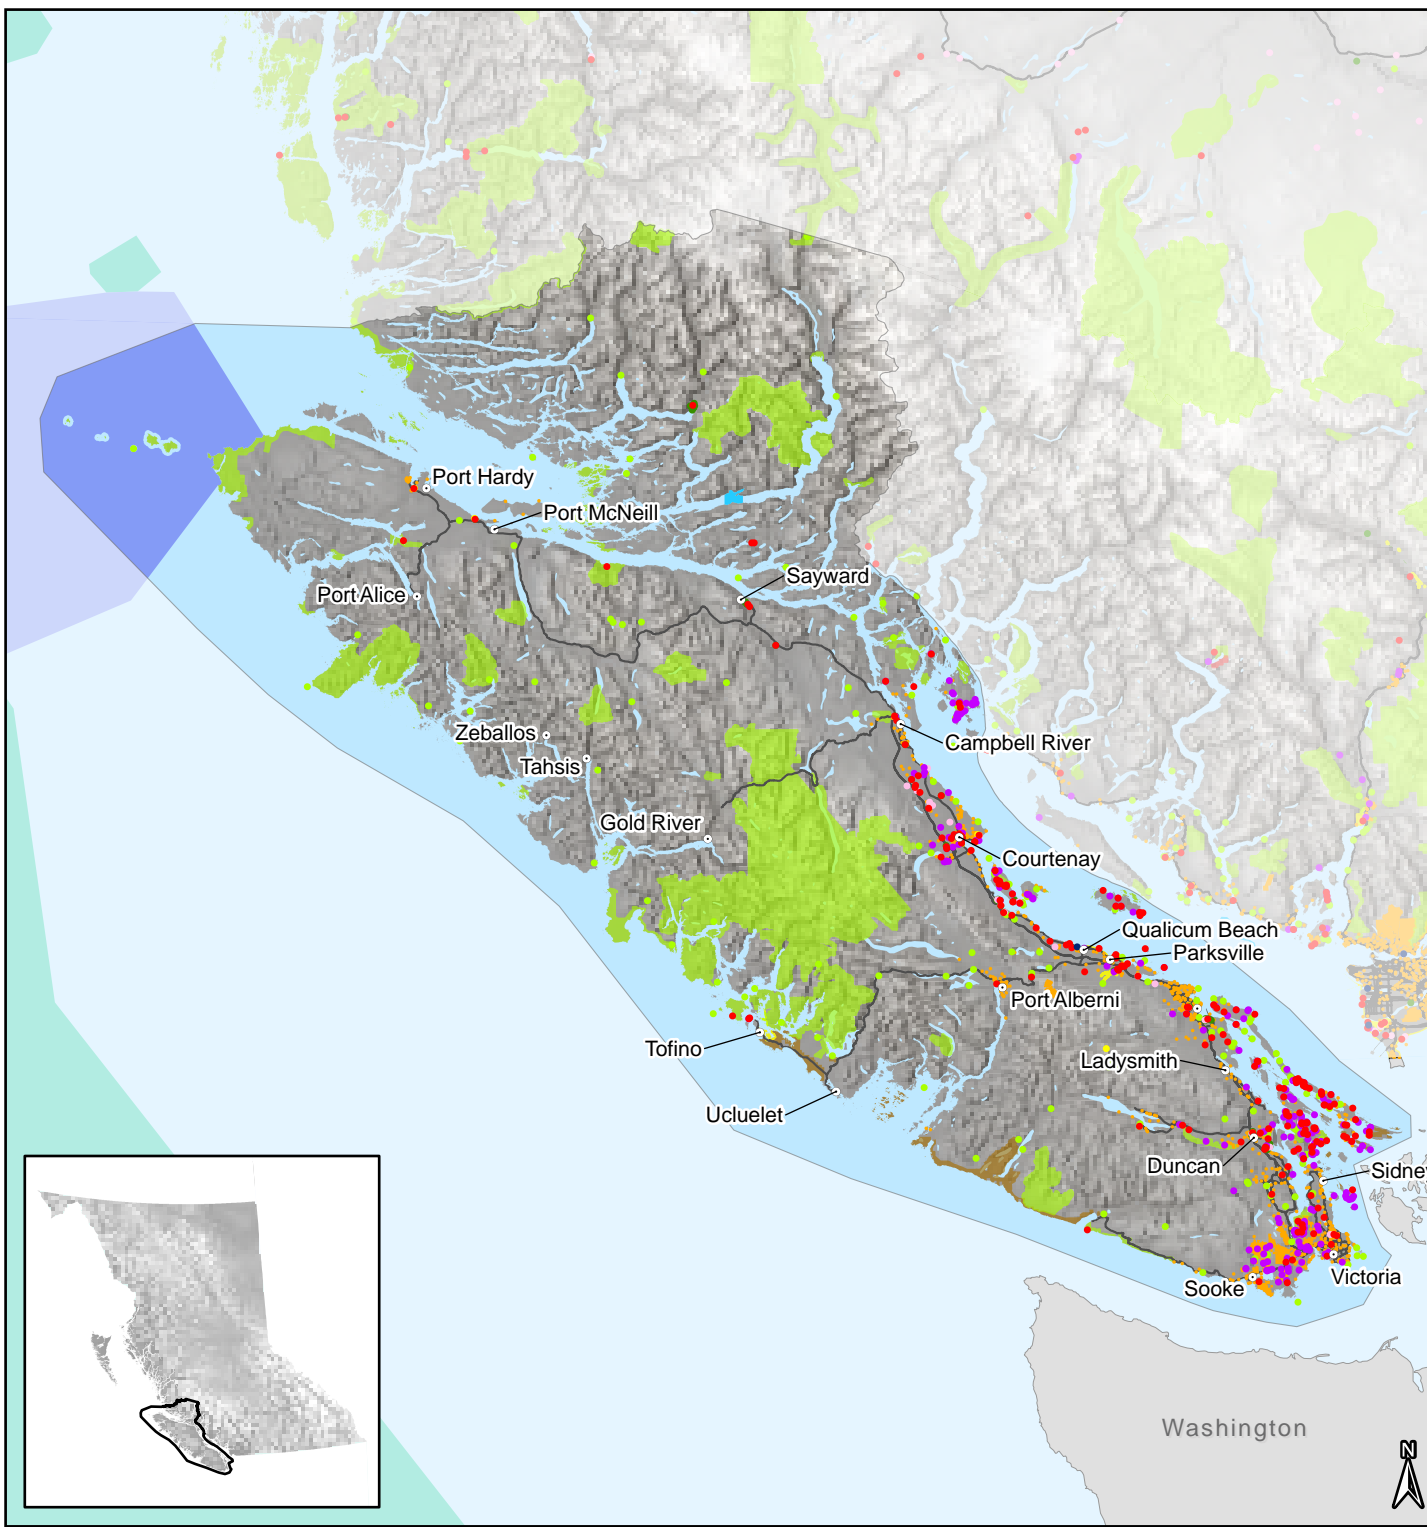 Port Hardy
Port McNeill
Sayward
Port Alice
Zeballos
Tahsis
Campbell River
Gold River
Courtenay
Qualicum Beach
Parksville
Port Alberni
Tofino
Ladysmith
Ucluelet
Duncan
Sidney
Victoria
Sooke
Washington
N